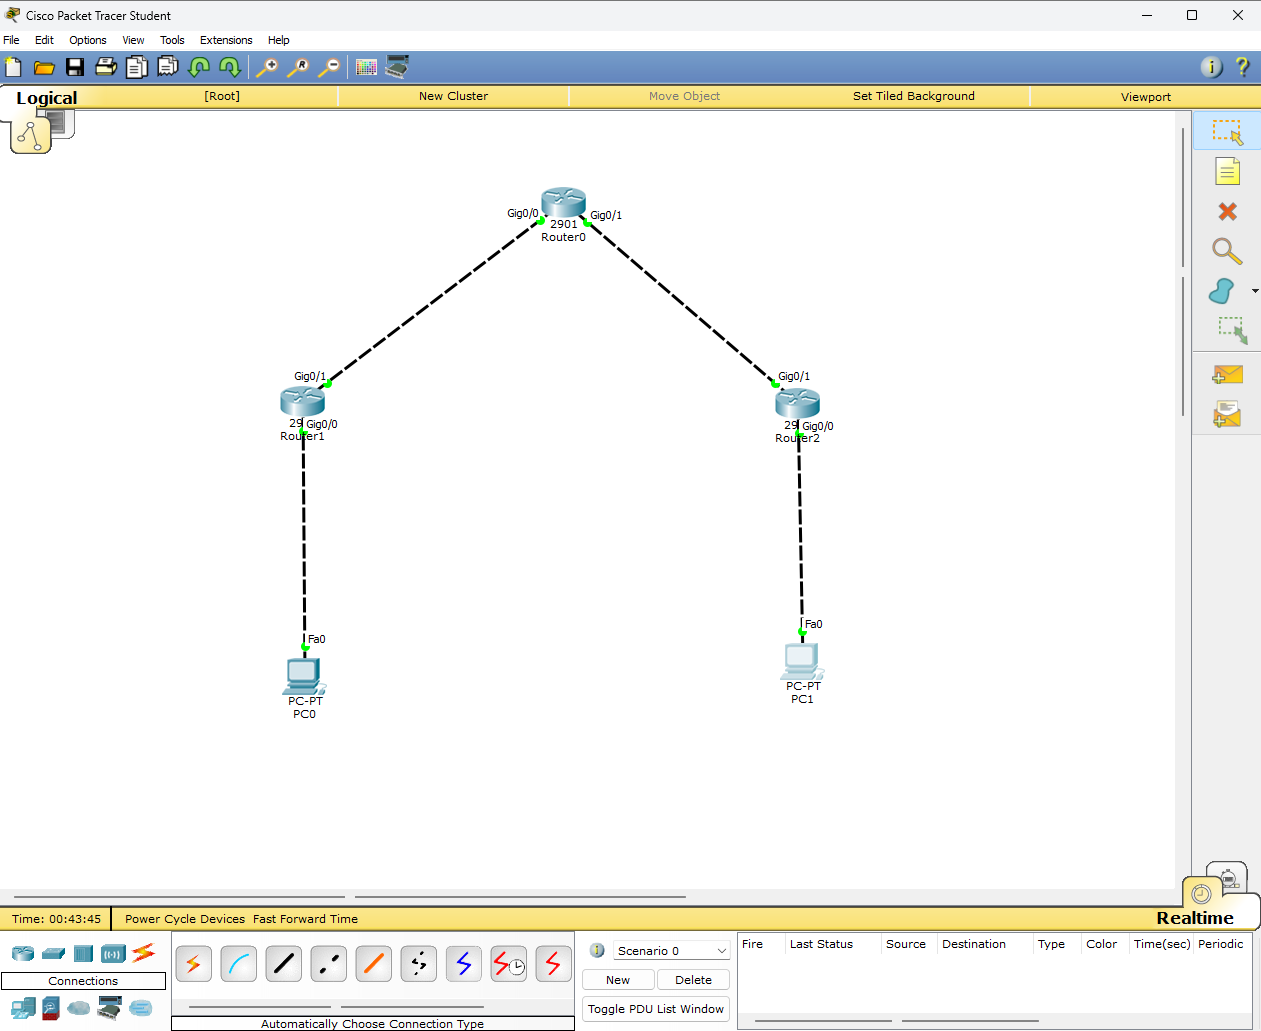 Cisco Packet Tracer Student
File Edit Options View Tools Extensions Help
Logical [Root] New Cluster Move Object Set Tiled Background Viewport
Gig0/0 Gig0/1
2901
Router0
Gig0/1 Gig0/1
29 Gig0/0 29 Gig0/0
Router1 Router2
Fa0 Fa0
PC-PT PC-PT
PC0 PC1
Time: 00:43:45 Power Cycle Devices Fast Forward Time Realtime
Connections
Automatically Choose Connection Type
Scenario 0
New Delete
Toggle PDU List Window
Fire Last Status Source Destination Type Color Time(sec) Periodic